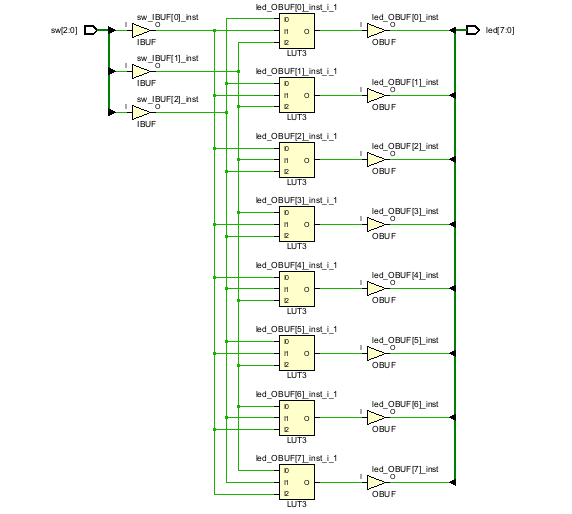 sw[2:0]
I
sw_IBUF[0]_inst
O
IBUF
I
sw_IBUF[1]_inst
O
IBUF
I
sw_IBUF[2]_inst
O
IBUF
led_OBUF[0]_inst_i_1
I0
I1 O
I2
LUT3
led_OBUF[0]_inst
I O
OBUF
led[7:0]
led_OBUF[1]_inst_i_1
I0
I1 O
I2
LUT3
led_OBUF[1]_inst
I O
OBUF
led_OBUF[2]_inst_i_1
I0
I1 O
I2
LUT3
led_OBUF[2]_inst
I O
OBUF
led_OBUF[3]_inst_i_1
I0
I1 O
I2
LUT3
led_OBUF[3]_inst
I O
OBUF
led_OBUF[4]_inst_i_1
I0
I1 O
I2
LUT3
led_OBUF[4]_inst
I O
OBUF
led_OBUF[5]_inst_i_1
I0
I1 O
I2
LUT3
led_OBUF[5]_inst
I O
OBUF
led_OBUF[6]_inst_i_1
I0
I1 O
I2
LUT3
led_OBUF[6]_inst
I O
OBUF
led_OBUF[7]_inst_i_1
I0
I1 O
I2
LUT3
led_OBUF[7]_inst
I O
OBUF